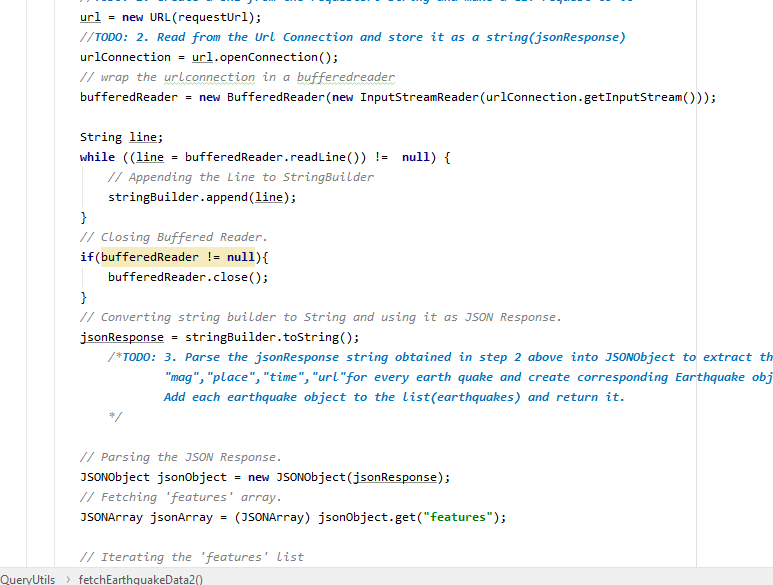 url = new URL(requestUrl);
//TODO: 2. Read from the Url Connection and store it as a string(jsonResponse)
urlConnection = url.openConnection();
// wrap the urlconnection in a bufferedreader
bufferedReader = new BufferedReader(new InputStreamReader(urlConnection.getInputStream()));
String line;
while ((line = bufferedReader.readLine()) != null) {
// Appending the Line to StringBuilder
stringBuilder.append(line);
}
// Closing Buffered Reader.
if(bufferedReader != null){
bufferedReader.close();
}
// Converting string builder to String and using it as JSON Response.
jsonResponse = stringBuilder.toString();
/*TODO: 3. Parse the jsonResponse string obtained in step 2 above into JSONObject to extract th
"mag","place","time","url"for every earth quake and create corresponding Earthquake obj
Add each earthquake object to the list(earthquakes) and return it.
*/
// Parsing the JSON Response.
JSONObject jsonObject = new JSONObject(jsonResponse);
// Fetching 'features' array.
JSONArray jsonArray = (JSONArray) jsonObject.get("features");
// Iterating the 'features' list
QueryUtils > fetchEarthquakeData2()